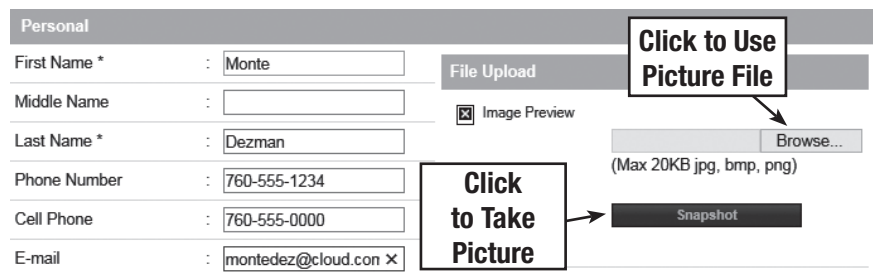 Personal
First Name * : Monte
Middle Name :
Last Name * : Dezman
Phone Number : 760-555-1234
Cell Phone : 760-555-0000
E-mail : montedez@cloud.com
File Upload
Image Preview
Browse...
(Max 20KB jpg, bmp, png)
Snapshot
Click to Use
Picture File
Click
to Take
Picture